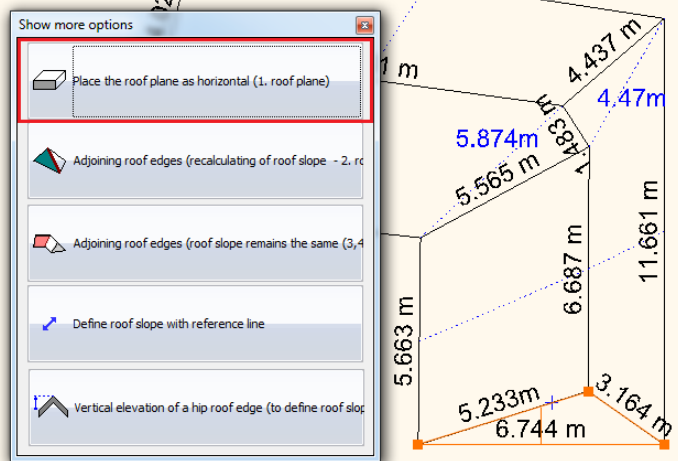 Show more options
Place the roof plane as horizontal (1. roof plane)
Adjoining roof edges (recalculating of roof slope - 2. ro
Adjoining roof edges (roof slope remains the same (3,4
Define roof slope with reference line
Vertical elevation of a hip roof edge (to define roof slop
1 m
4.437 m
4.47m
1.483 m
5.874m
5.565 m
11.661 m
6.687 m
5.663 m
5.233m
3.164 m
6.744 m